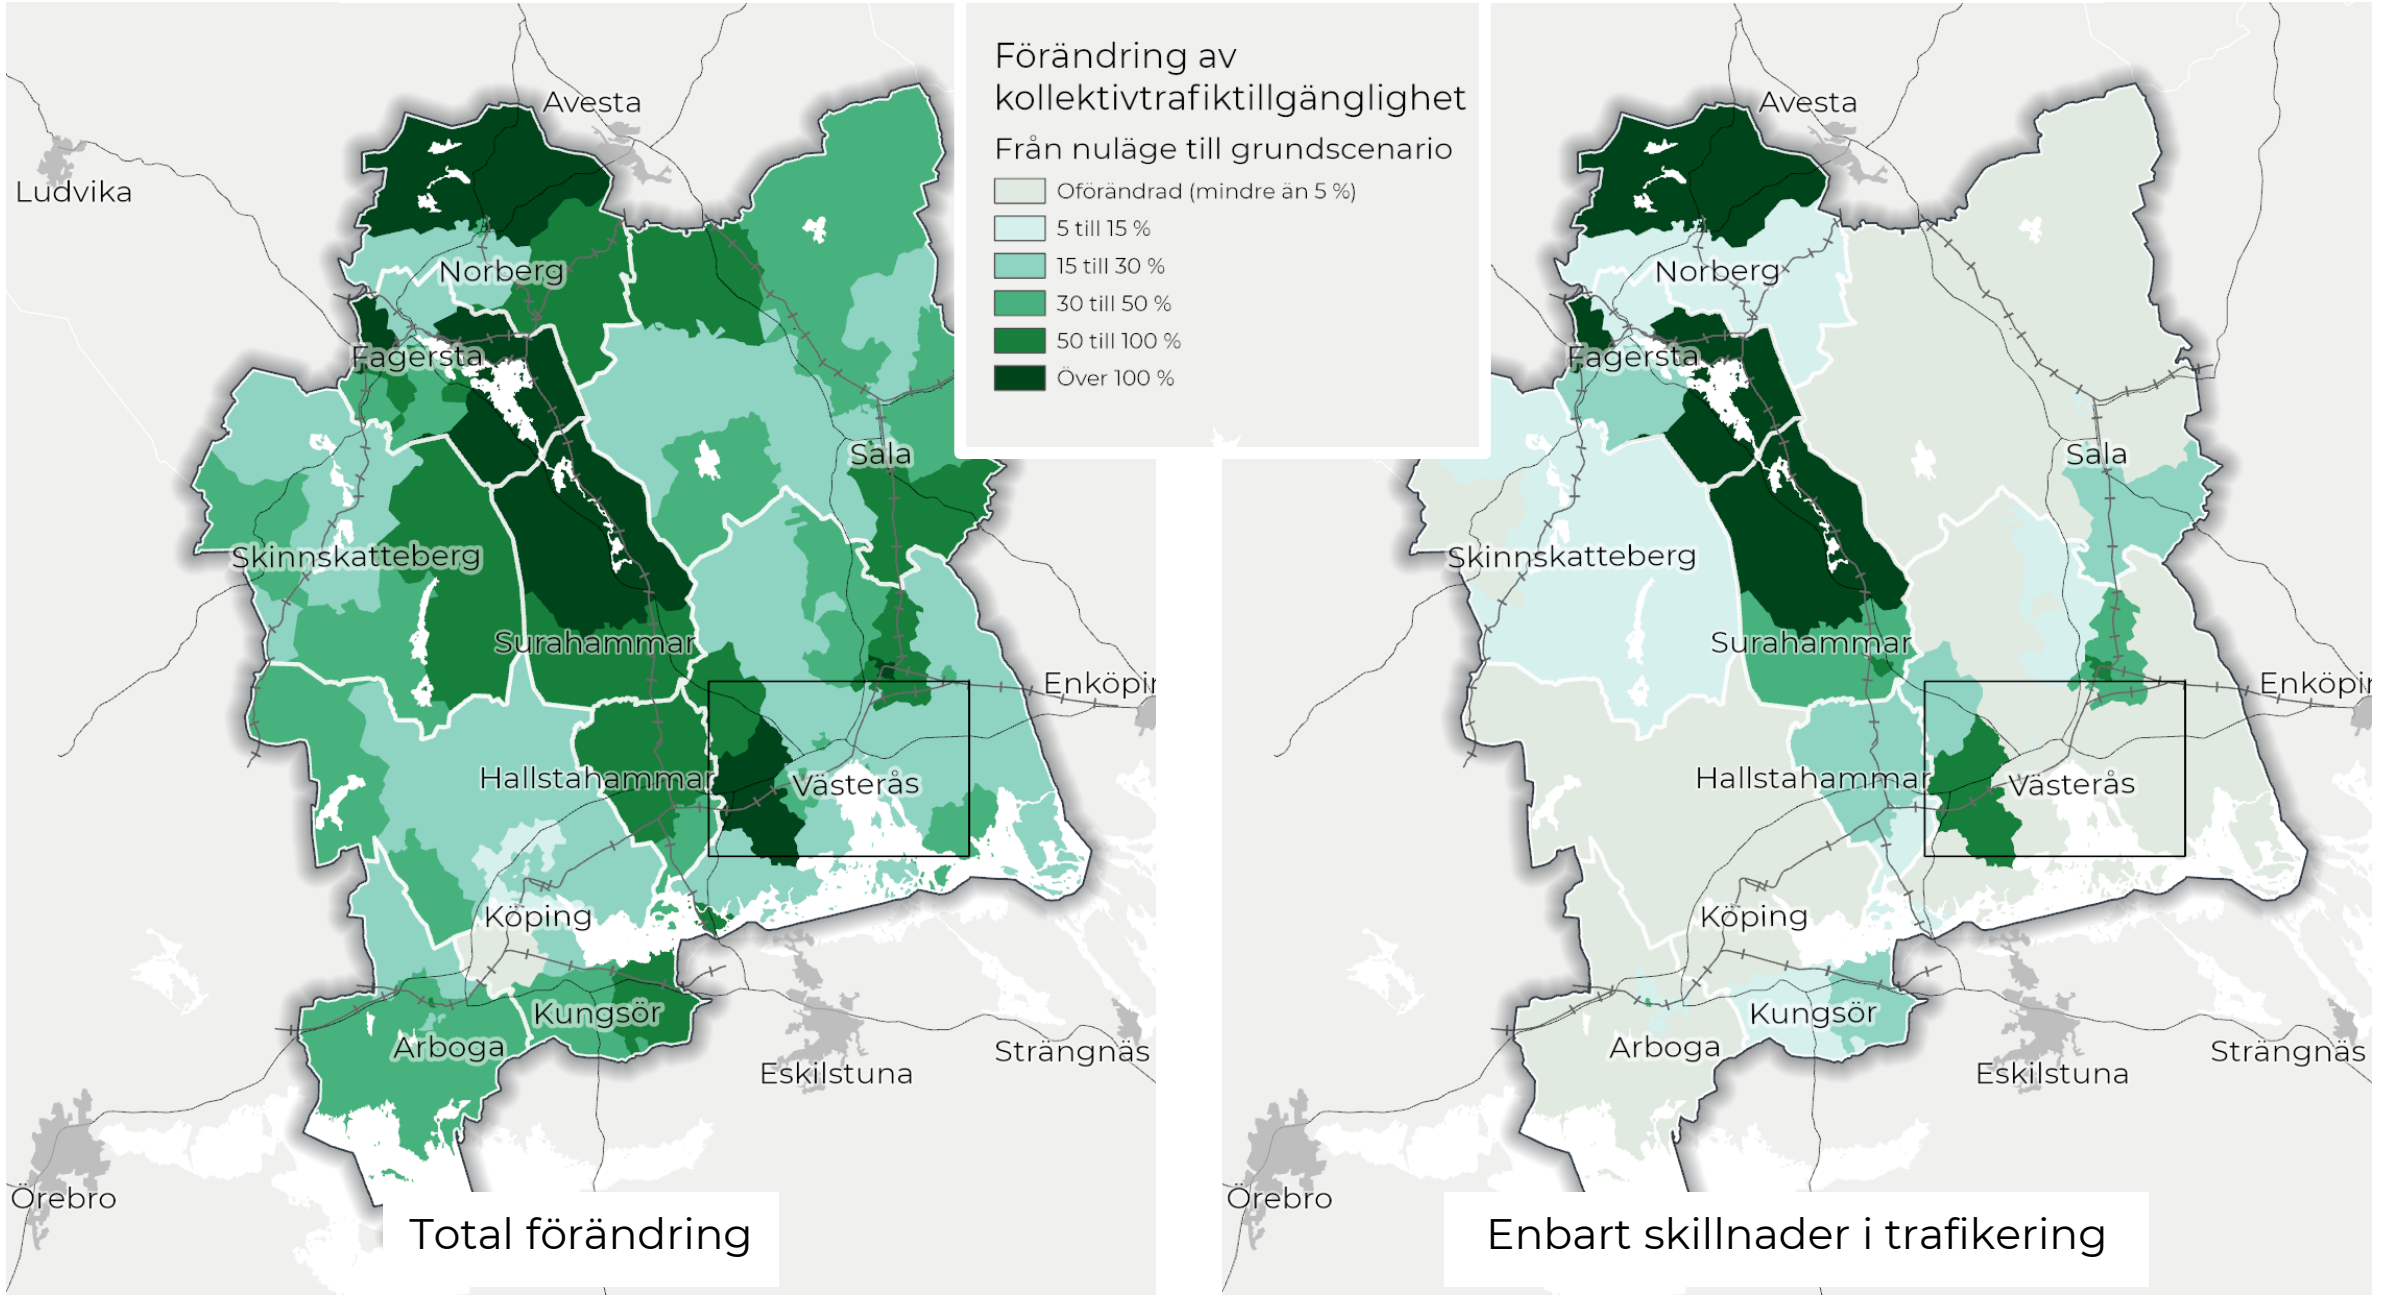 Förändring av
kollektivtrafiktillgänglighet
Från nuläge till grundscenario
Oförändrad (mindre än 5 %)
5 till 15 %
15 till 30 %
30 till 50 %
50 till 100 %
Över 100 %
Avesta
Ludvika
Norberg
Fagersta
Sala
Skinnskatteberg
Surahammar
Enköpin
Hallstahammar
Västerås
Köping
Kungsör
Arboga
Strängnäs
Eskilstuna
Örebro
Total förändring
Avesta
Norberg
Fagersta
Sala
Skinnskatteberg
Surahammar
Enköpin
Hallstahammar
Västerås
Köping
Kungsör
Arboga
Strängnäs
Eskilstuna
Örebro
Enbart skillnader i trafikering